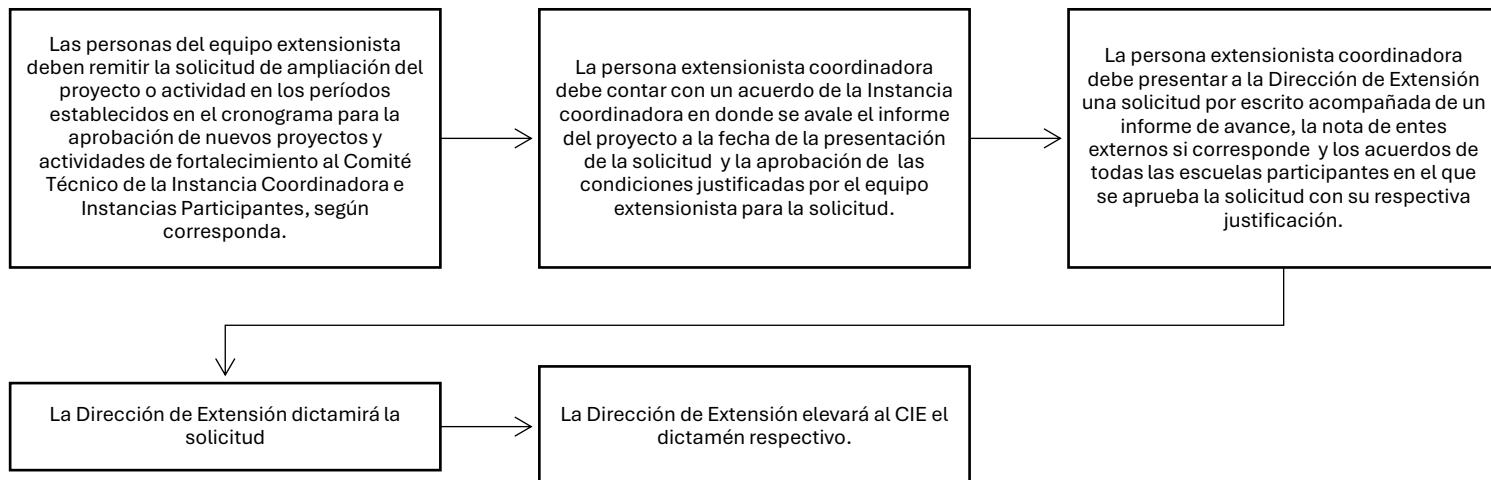 Las personas del equipo extensionista
deben remitir la solicitud de ampliación del
proyecto o actividad en los períodos
establecidos en el cronograma para la
aprobación de nuevos proyectos y
actividades de fortalecimiento al Comité
Técnico de la Instancia Coordinadora e
Instancias Participantes, según
corresponda.
La persona extensionista coordinadora
debe contar con un acuerdo de la Instancia
coordinadora en donde se avale el informe
del proyecto a la fecha de la presentación
de la solicitud y la aprobación de las
condiciones justificadas por el equipo
extensionista para la solicitud.
La persona extensionista coordinadora
debe presentar a la Dirección de Extensión
una solicitud por escrito acompañada de un
informe de avance, la nota de entes
externos si corresponde y los acuerdos de
todas las escuelas participantes en el que
se aprueba la solicitud con su respectiva
justificación.
La Dirección de Extensión dictamirá la
solicitud
La Dirección de Extensión elevará al CIE el
dictamén respectivo.